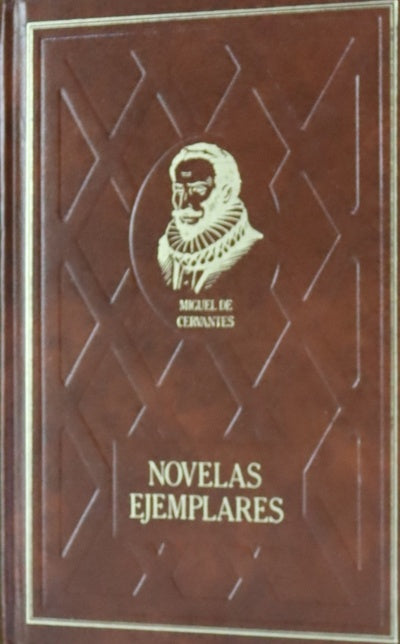 MIGUEL DE
CERVANTES
NOVELAS
EJEMPLARES